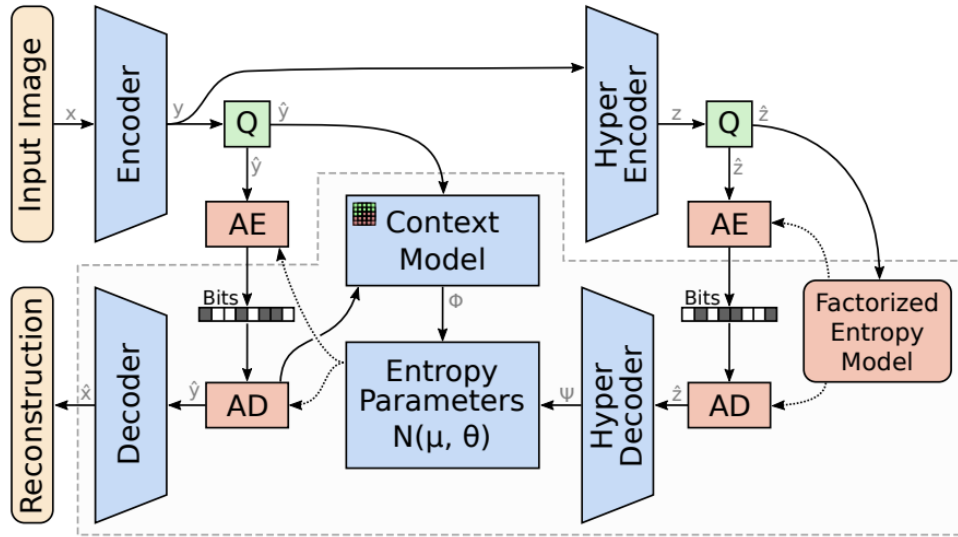 Input Image
x
Encoder
y
Q
ŷ
ŷ
AE
Bits
AD
ŷ
Decoder
x̂
Reconstruction
Context
Model
Φ
Entropy
Parameters
N(μ, θ)
Ψ
Hyper
Encoder
z
Q
ẑ
ẑ
AE
Bits
AD
ẑ
Hyper
Decoder
Factorized
Entropy
Model